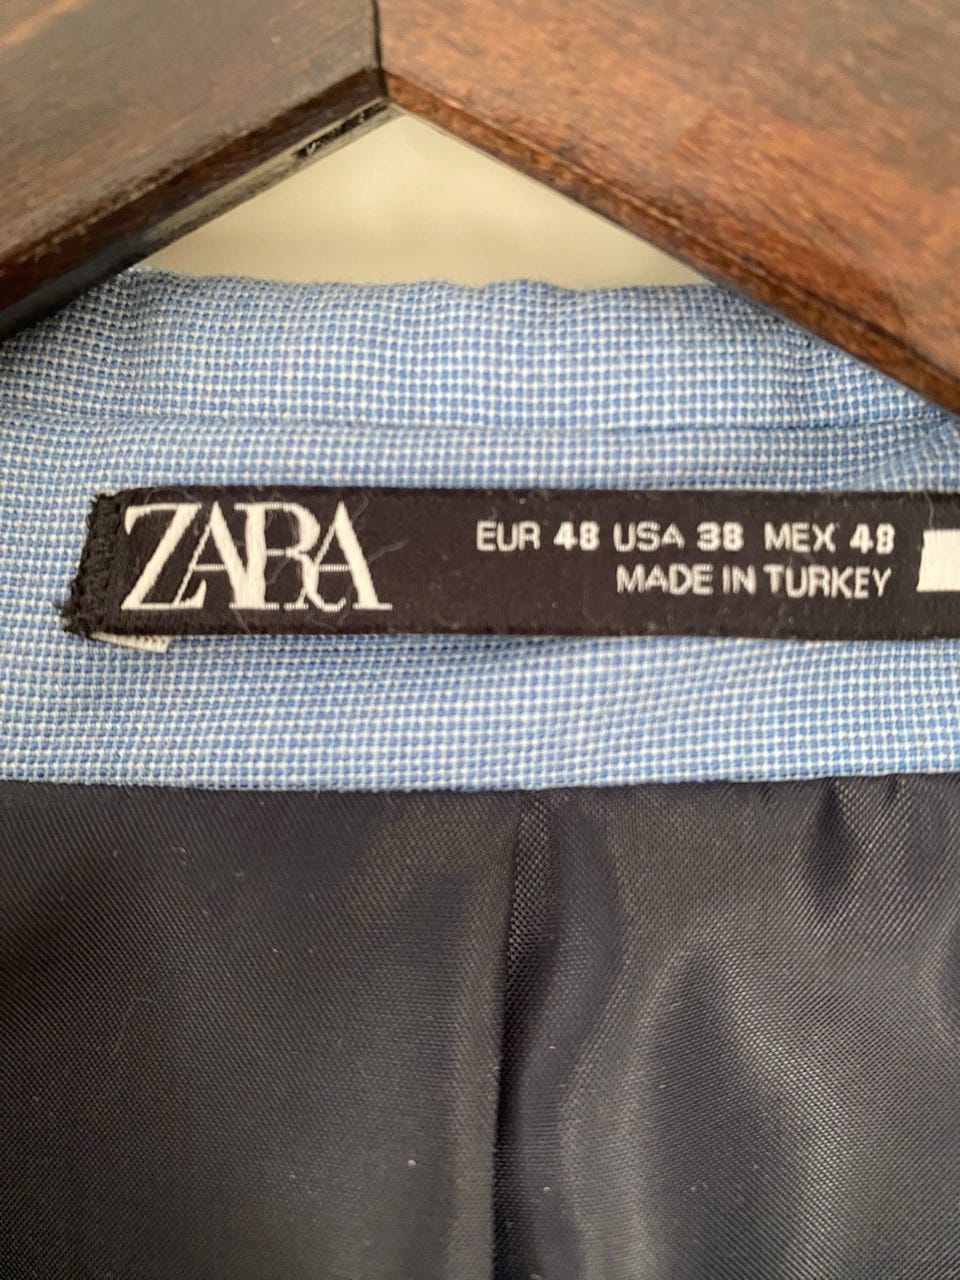 ZARA
EUR 48 USA 38 MEX 48
MADE IN TURKEY